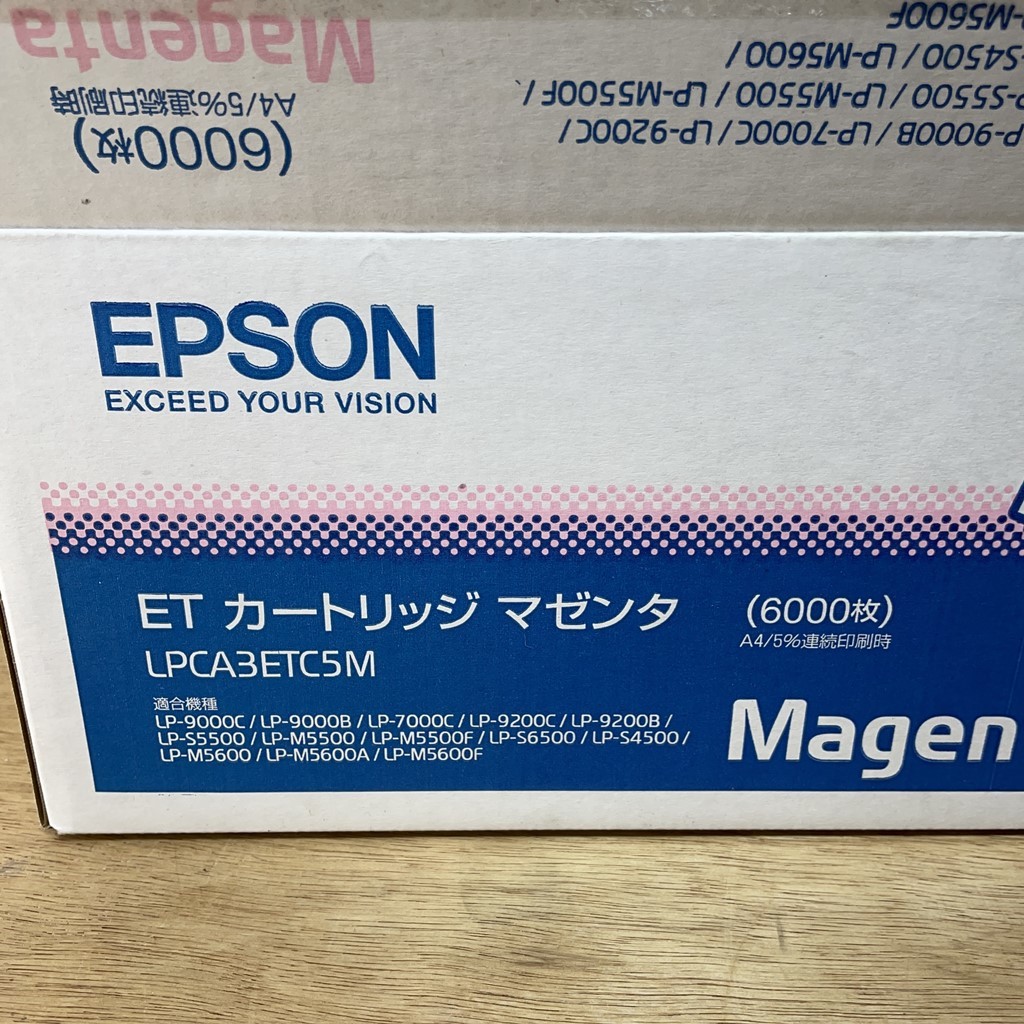 Magenta
(6000枚)
A4/5%連続印刷時
P-9000B / LP-7000C / LP-9200C /
-S5500 / LP-M5500 / LP-M5500F /
-S4500 / LP-M5600 /
-M5600F
EPSON
EXCEED YOUR VISION
ET カートリッジ マゼンタ
(6000枚)
A4/5%連続印刷時
LPCA3ETC5M
適合機種
LP-9000C / LP-9000B / LP-7000C / LP-9200C / LP-9200B /
LP-S5500 / LP-M5500 / LP-M5500F / LP-S6500 / LP-S4500 /
LP-M5600 / LP-M5600A / LP-M5600F
Magen